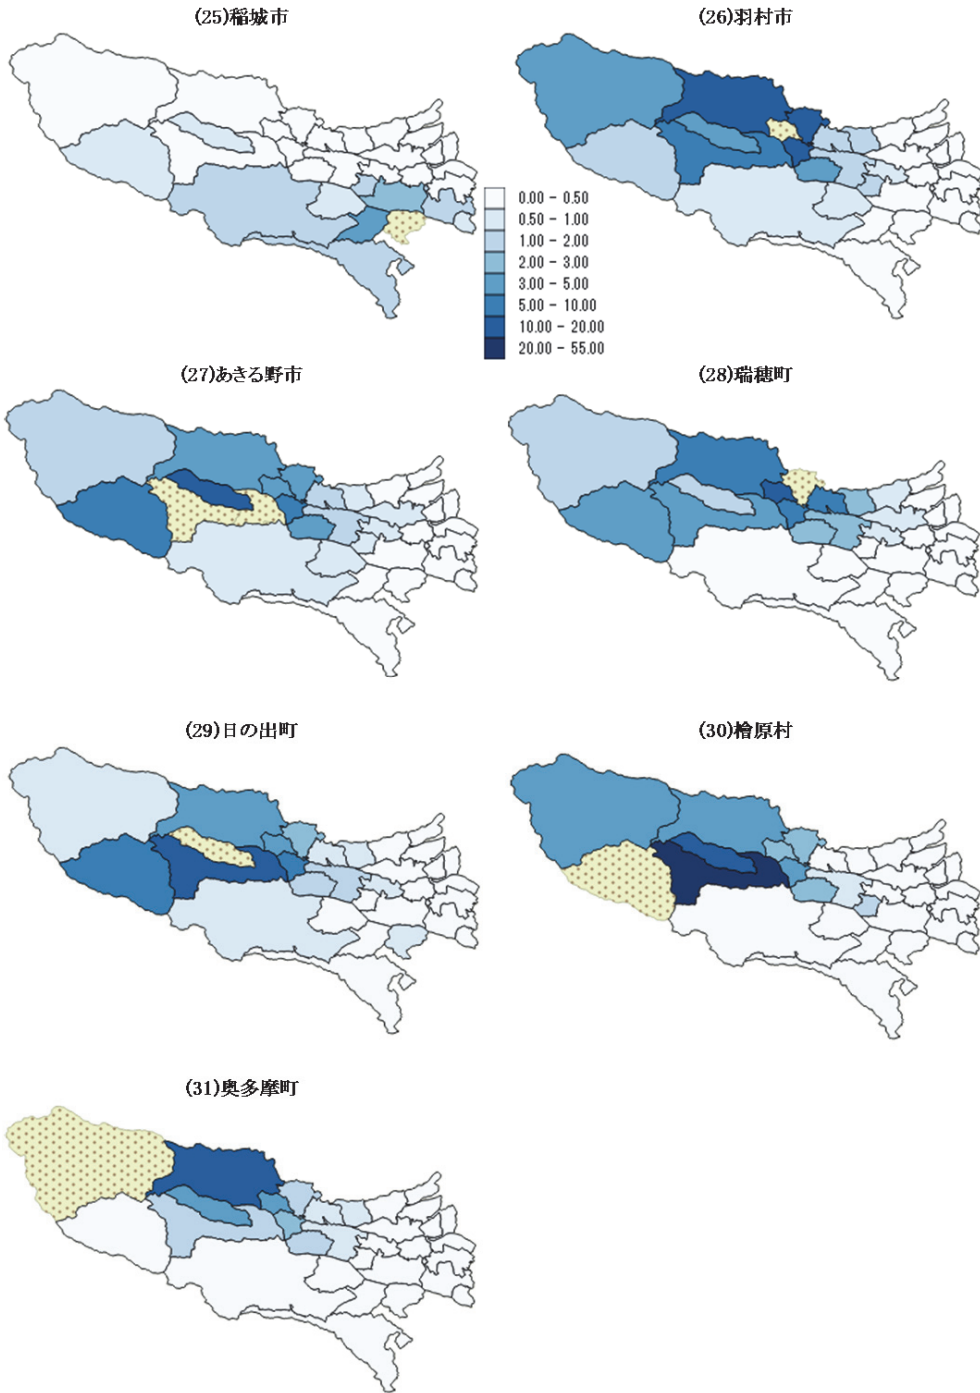 (25)稲城市
(26)羽村市
0.00 - 0.50
0.50 - 1.00
1.00 - 2.00
2.00 - 3.00
3.00 - 5.00
5.00 - 10.00
10.00 - 20.00
20.00 - 55.00
(27)あきる野市
(28)瑞穂町
(29)日の出町
(30)檜原村
(31)奥多摩町